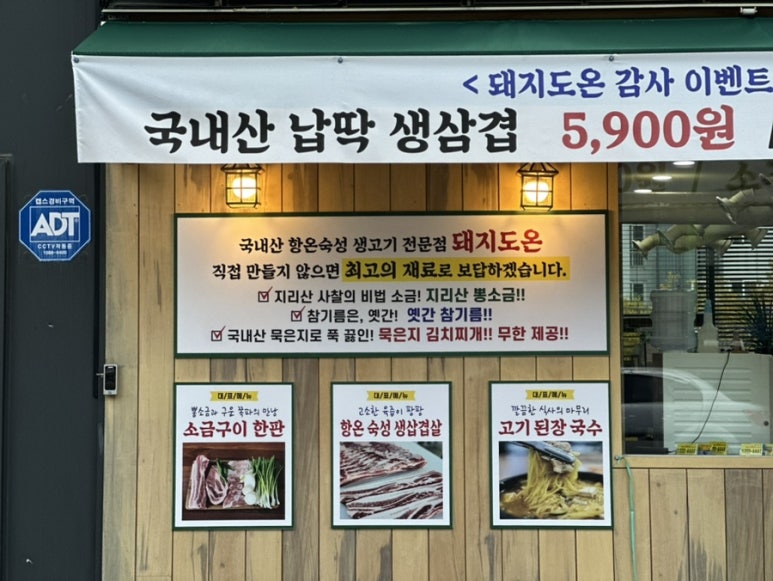 < 돼지도온 감사 이벤트
국내산 납딱 생삼겹 5,900원
캡스경비구역
ADT
CCTV작동중
국내산 항온숙성 생고기 전문점 돼지도온
직접 만들지 않으면 최고의 재료로 보답하겠습니다.
지리산 사찰의 비법 소금! 지리산 뽕소금!!
참기름은, 옛간! 옛간 참기름!!
국내산 묵은지로 푹 끓인! 묵은지 김치찌개!! 무한 제공!!
대/표/메/뉴
뽕소금과 구운 쪽파의 만남
소금구이 한판
대/표/메/뉴
고소한 육즙이 팡팡
항온 숙성 생삼겹살
대/표/메/뉴
깔끔한 식사의 마무리
고기 된장 국수